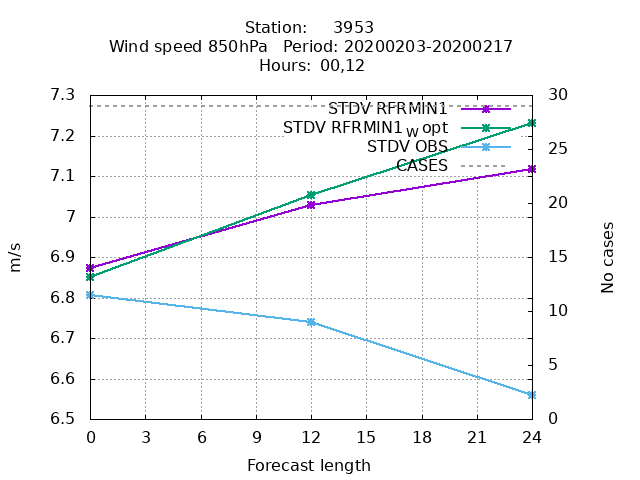 Station: 3953
Wind speed 850hPa Period: 20200203-20200217
Hours: 00,12
7.3
7.2
7.1
7
6.9
6.8
6.7
6.6
6.5
m/s
STDV RFRMIN1
STDV RFRMIN1w opt
STDV OBS
CASES
30
25
20
15
10
5
0
No cases
0 3 6 9 12 15 18 21 24
Forecast length